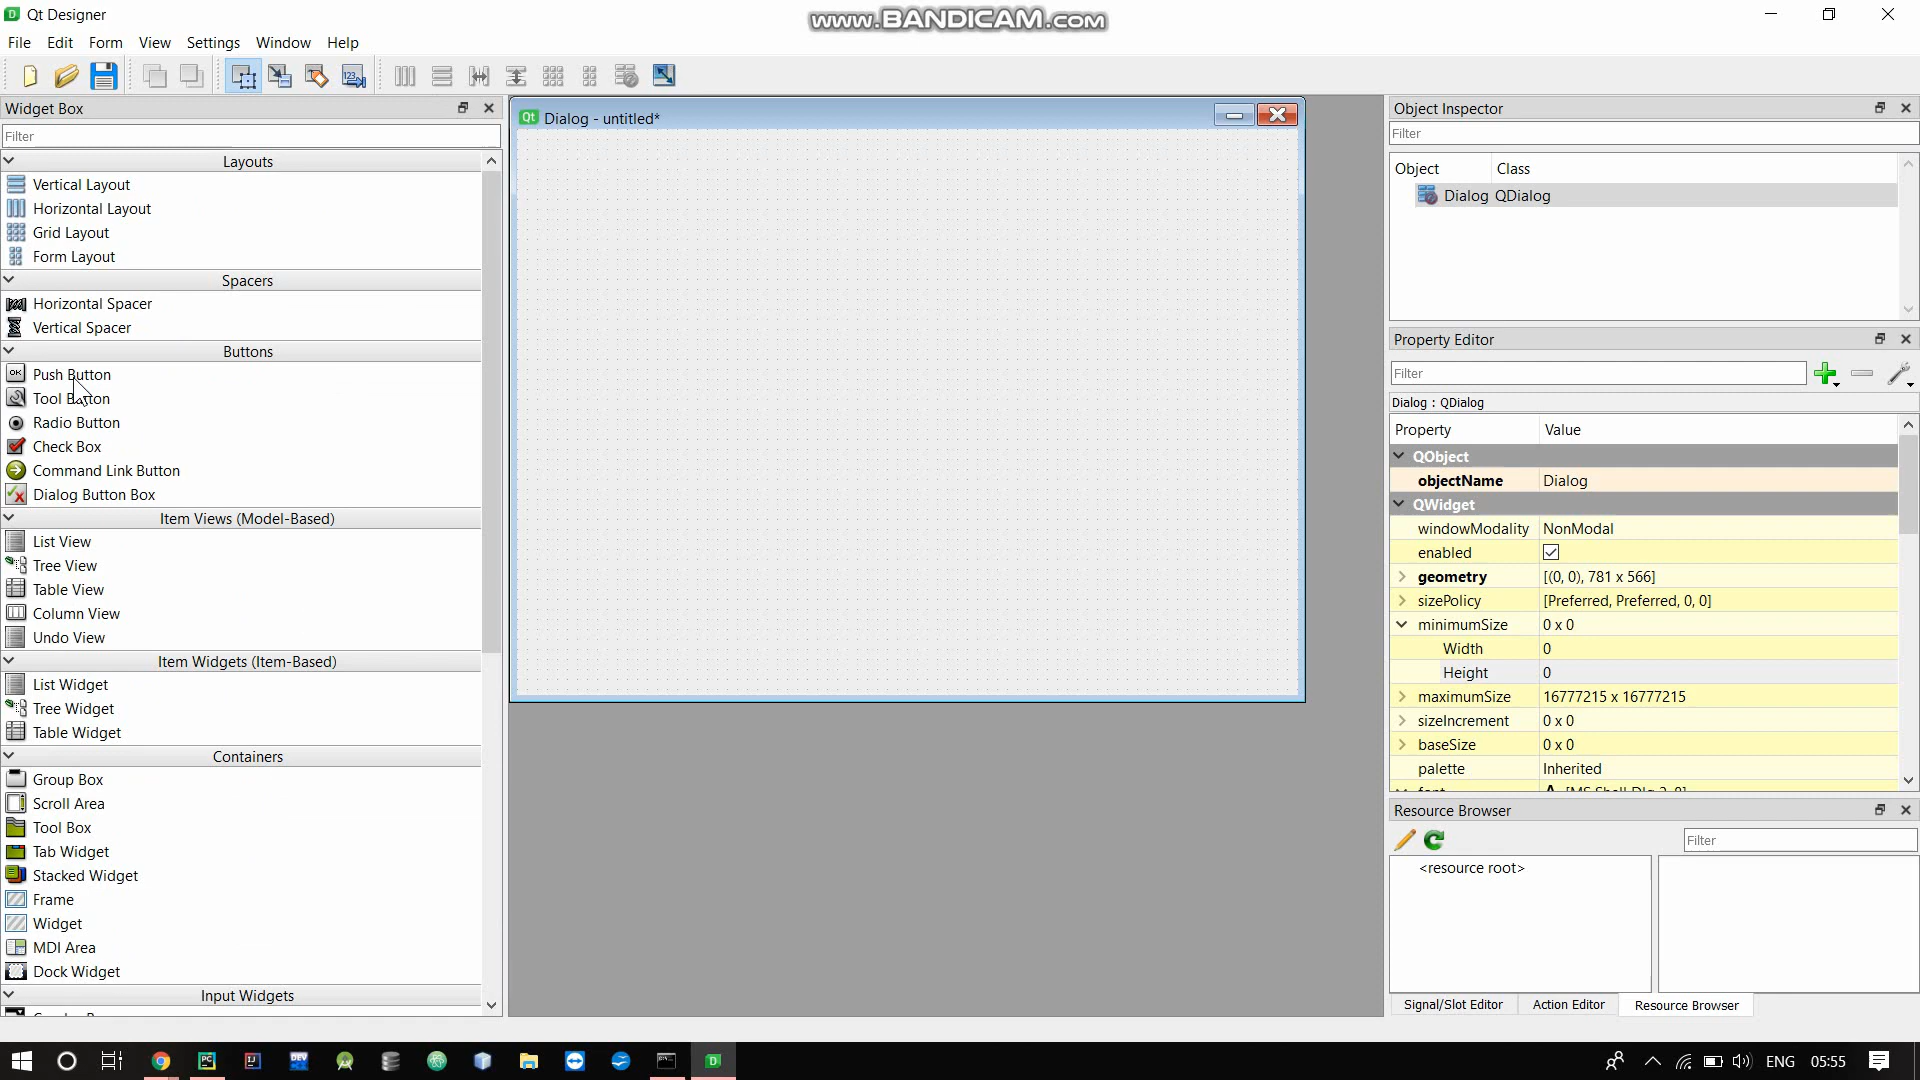 Qt Designer
www.BANDICAM.com
File Edit Form View Settings Window Help
Widget Box
Filter
Layouts
Vertical Layout
Horizontal Layout
Grid Layout
Form Layout
Spacers
Horizontal Spacer
Vertical Spacer
Buttons
Push Button
Tool Button
Radio Button
Check Box
Command Link Button
Dialog Button Box
Item Views (Model-Based)
List View
Tree View
Table View
Column View
Undo View
Item Widgets (Item-Based)
List Widget
Tree Widget
Table Widget
Containers
Group Box
Scroll Area
Tool Box
Tab Widget
Stacked Widget
Frame
Widget
MDI Area
Dock Widget
Input Widgets
Qt Dialog - untitled*
Object Inspector
Filter
Object Class
Dialog QDialog
Property Editor
Filter
Dialog : QDialog
Property Value
QObject
objectName Dialog
QWidget
windowModality NonModal
enabled
geometry [(0, 0), 781 x 566]
sizePolicy [Preferred, Preferred, 0, 0]
minimumSize 0 x 0
Width 0
Height 0
maximumSize 16777215 x 16777215
sizeIncrement 0 x 0
baseSize 0 x 0
palette Inherited
font A [MS Shell Dlg 2, 8]
Resource Browser
Filter
<resource root>
Signal/Slot Editor Action Editor Resource Browser
ENG 05:55